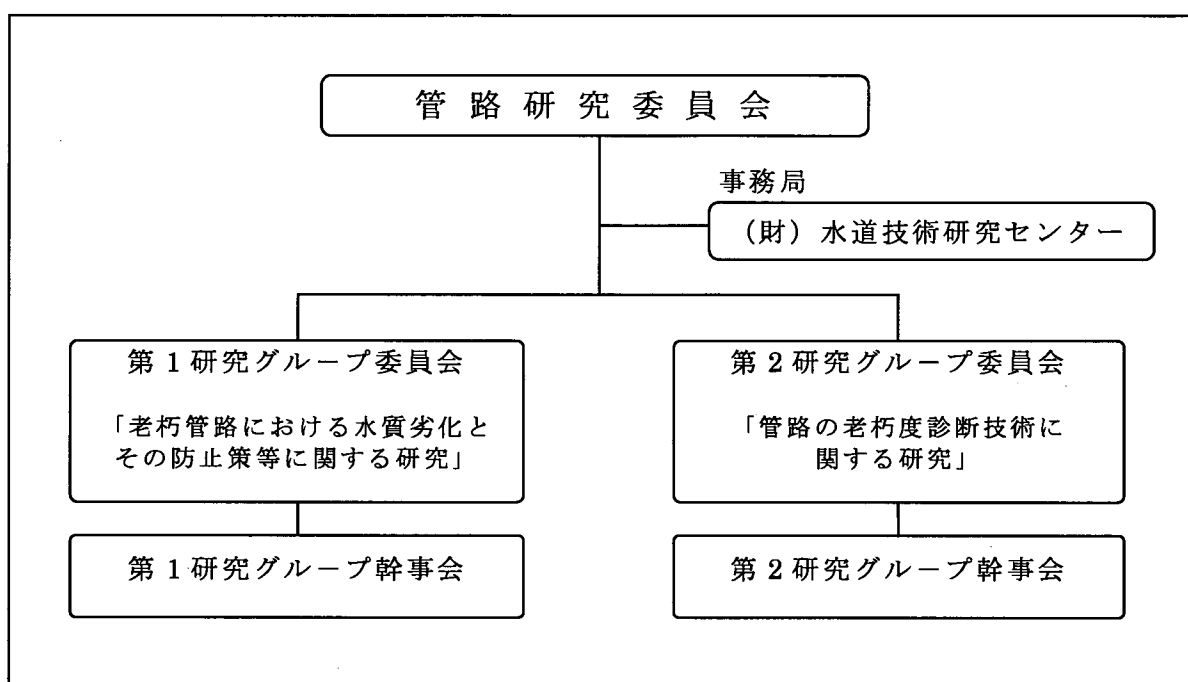 管路研究委員会
事務局
（財）水道技術研究センター
第1研究グループ委員会
「老朽管路における水質劣化と
その防止策等に関する研究」
第2研究グループ委員会
「管路の老朽度診断技術に
関する研究」
第1研究グループ幹事会
第2研究グループ幹事会